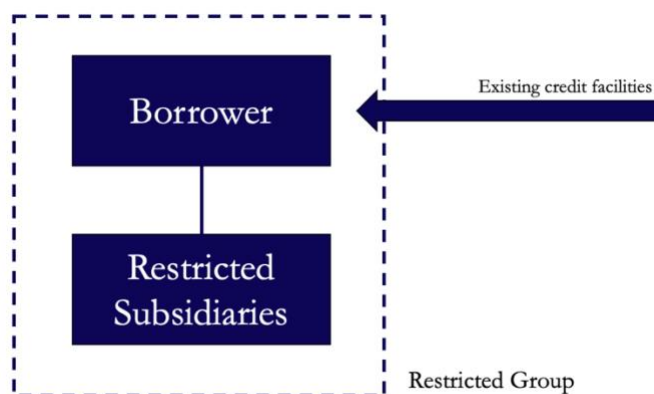 Borrower
Existing credit facilities
Restricted
Subsidiaries
Restricted Group